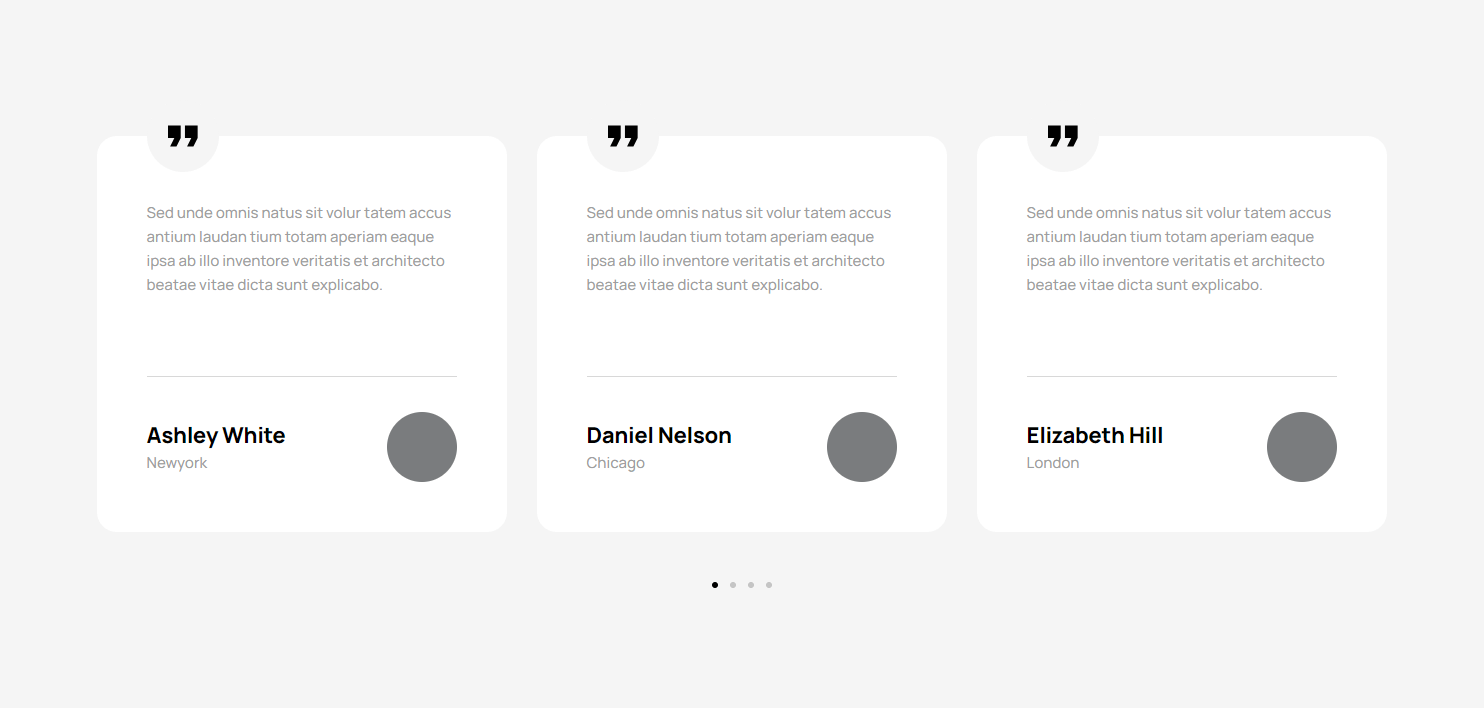 ”
Sed unde omnis natus sit volur tatem accus
antium laudan tium totam aperiam eaque
ipsa ab illo inventore veritatis et architecto
beatae vitae dicta sunt explicabo.
Ashley White
Newyork
”
Sed unde omnis natus sit volur tatem accus
antium laudan tium totam aperiam eaque
ipsa ab illo inventore veritatis et architecto
beatae vitae dicta sunt explicabo.
Daniel Nelson
Chicago
”
Sed unde omnis natus sit volur tatem accus
antium laudan tium totam aperiam eaque
ipsa ab illo inventore veritatis et architecto
beatae vitae dicta sunt explicabo.
Elizabeth Hill
London